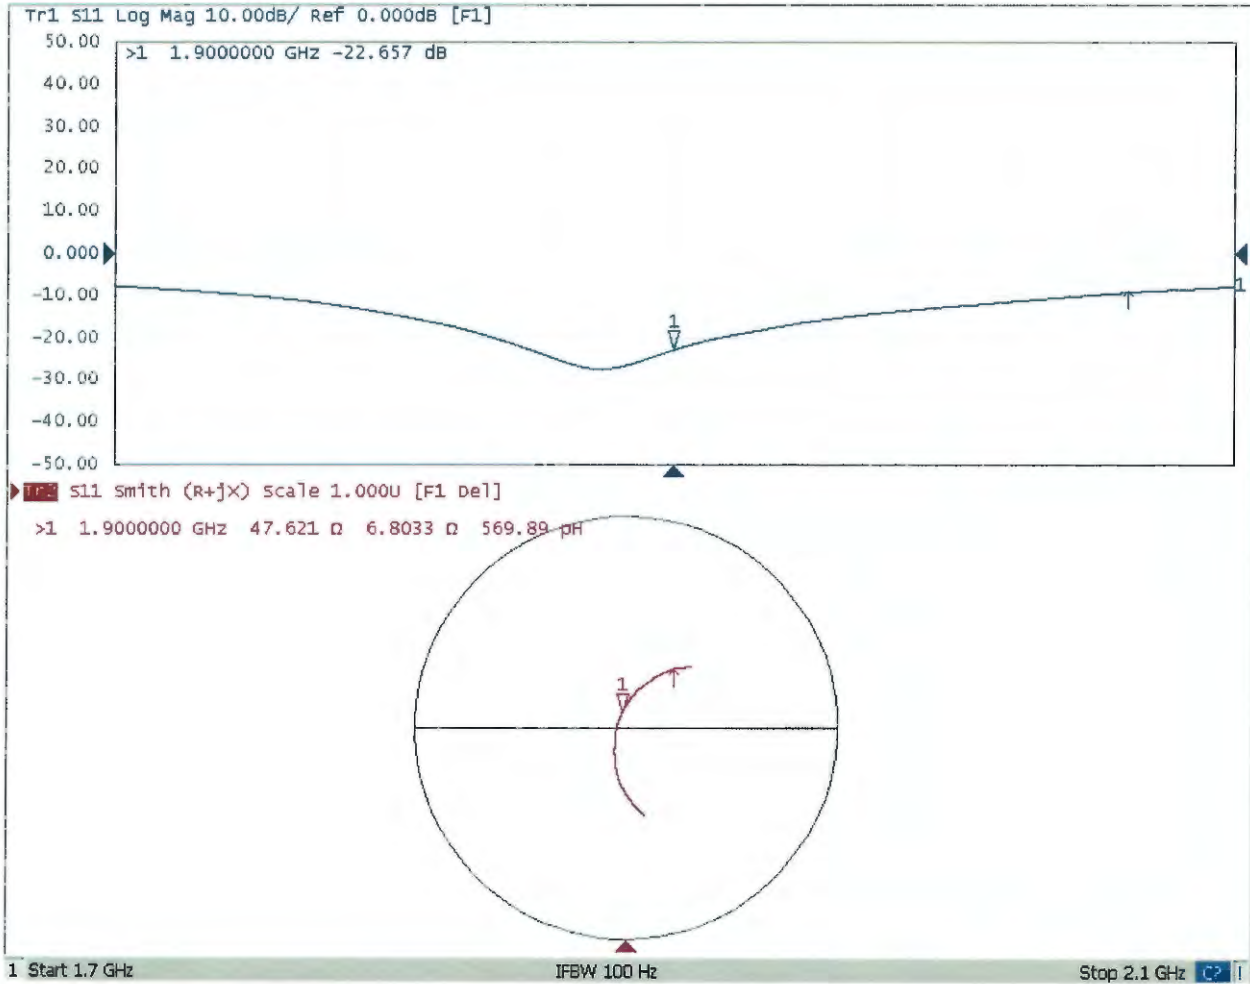 Tr1 S11 Log Mag 10.00dB/ Ref 0.000dB [F1]
50.00
>1 1.9000000 GHz -22.657 dB
40.00
30.00
20.00
10.00
0.000
-10.00
1
-20.00
1
-30.00
-40.00
-50.00
S11 Smith (R+jX) Scale 1.000U [F1 Del]
>1 1.9000000 GHz 47.621 Ω 6.8033 Ω 569.89 pH
1
1 Start 1.7 GHz IFBW 100 Hz Stop 2.1 GHz C?